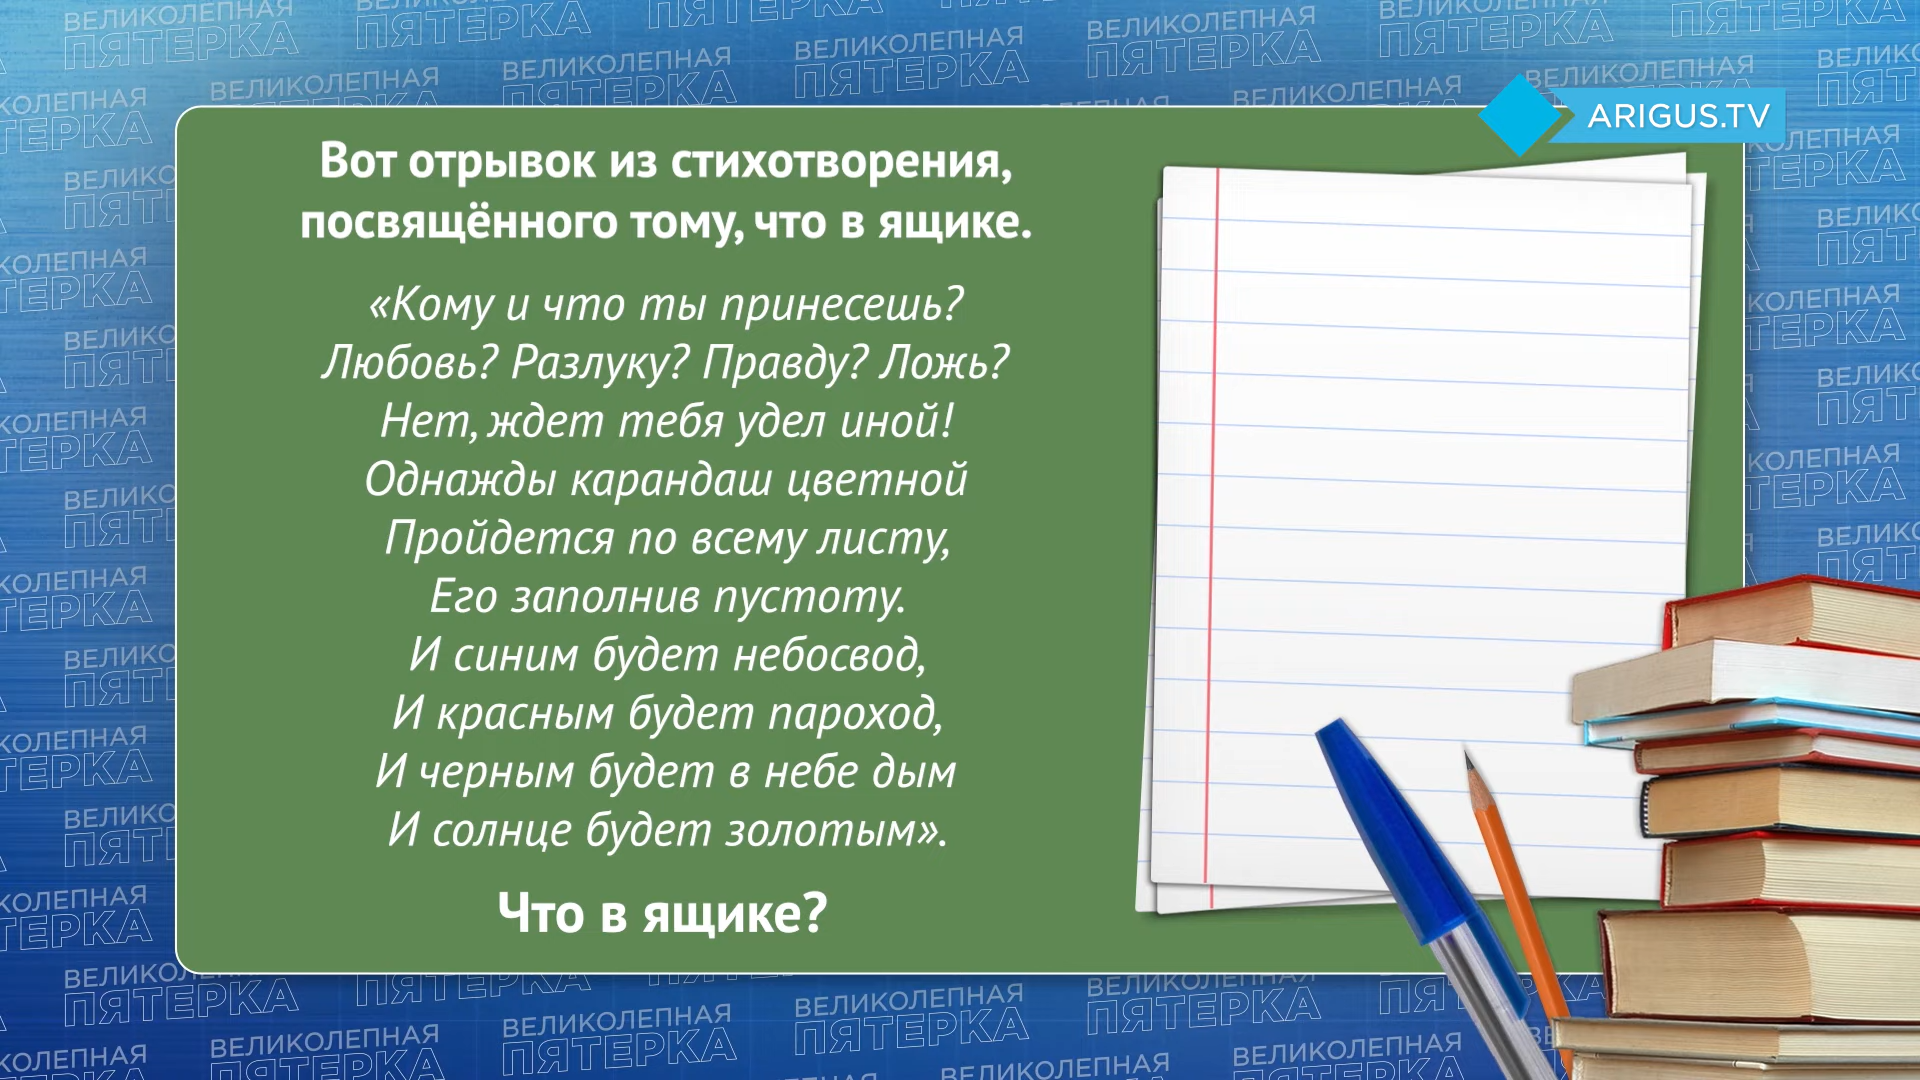 ARIGUS.TV
Вот отрывок из стихотворения,
посвящённого тому, что в ящике.
«Кому и что ты принесешь?
Любовь? Разлуку? Правду? Ложь?
Нет, ждет тебя удел иной!
Однажды карандаш цветной
Пройдется по всему листу,
Его заполнив пустоту.
И синим будет небосвод,
И красным будет пароход,
И черным будет в небе дым
И солнце будет золотым».
Что в ящике?
ВЕЛИКОЛЕПНАЯ
ПЯТЕРКА